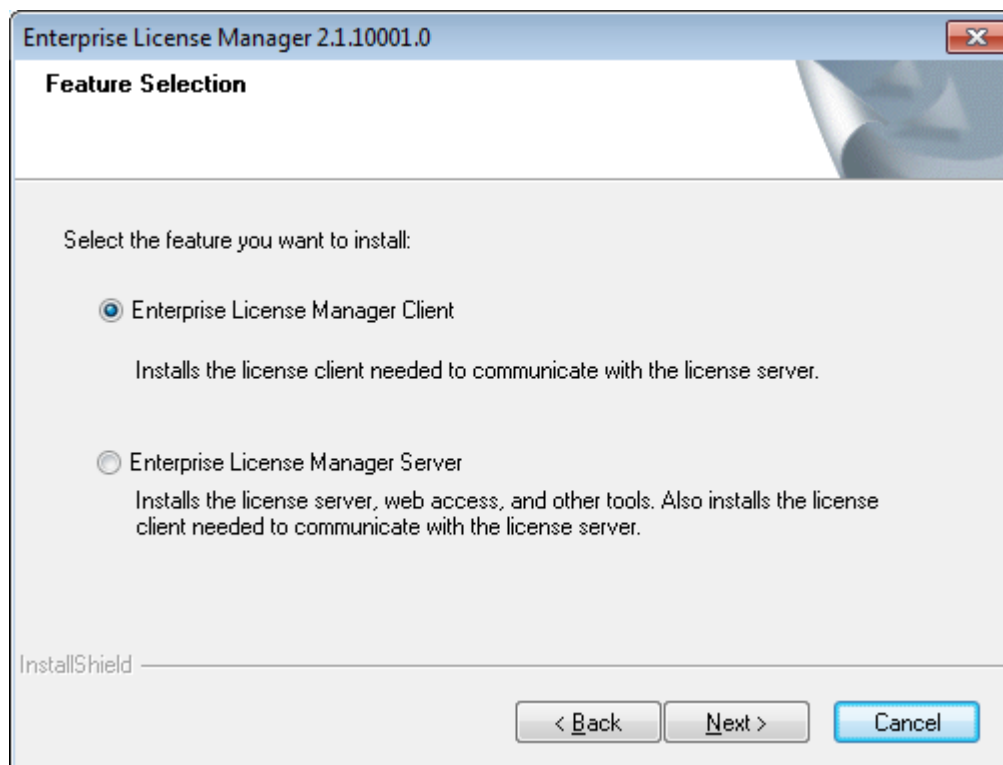 Enterprise License Manager 2.1.10001.0
Feature Selection
Select the feature you want to install:
Enterprise License Manager Client
Installs the license client needed to communicate with the license server.
Enterprise License Manager Server
Installs the license server, web access, and other tools. Also installs the license
client needed to communicate with the license server.
InstallShield
< Back Next > Cancel